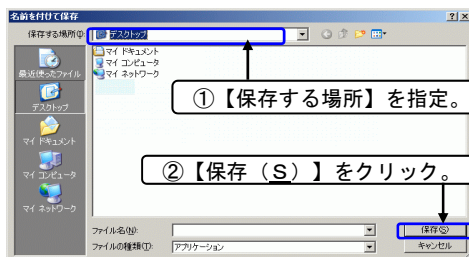 名前を付けて保存
保存する場所(I):
デスクトップ
マイ ドキュメント
マイ コンピュータ
マイ ネットワーク
最近使ったファイル
デスクトップ
マイ ドキュメント
マイ コンピュータ
マイ ネットワーク
①【保存する場所】を指定。
②【保存（S）】をクリック。
ファイル名(N):
保存(S)
ファイルの種類(T):
アプリケーション
キャンセル